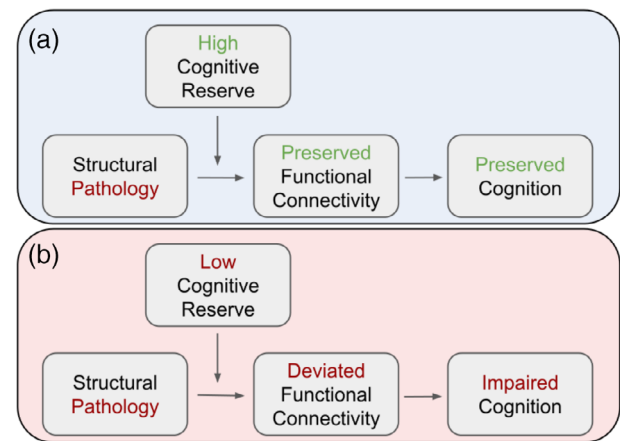 (a)
High
Cognitive
Reserve
Structural
Pathology
Preserved
Functional
Connectivity
Preserved
Cognition
(b)
Low
Cognitive
Reserve
Structural
Pathology
Deviated
Functional
Connectivity
Impaired
Cognition